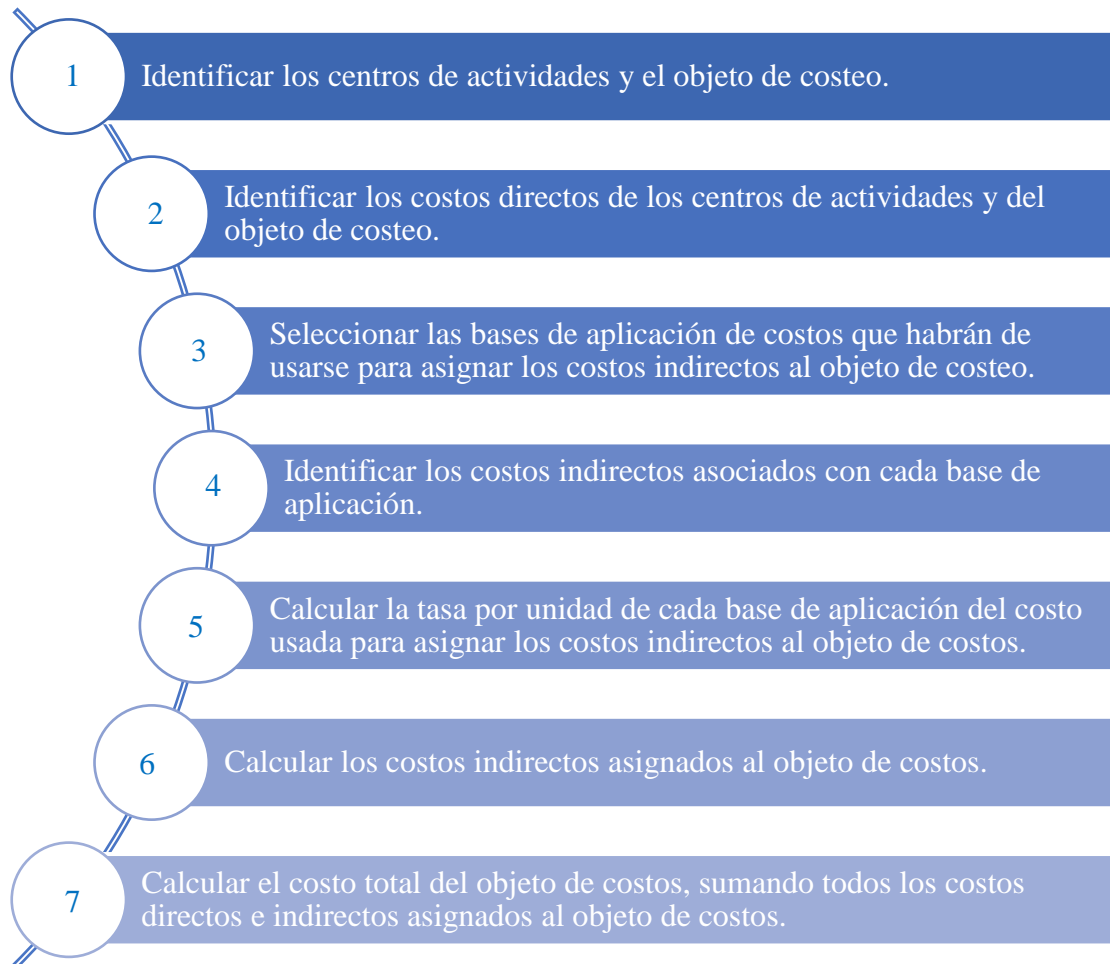 1
Identificar los centros de actividades y el objeto de costeo.
2
Identificar los costos directos de los centros de actividades y del
objeto de costeo.
3
Seleccionar las bases de aplicación de costos que habrán de
usarse para asignar los costos indirectos al objeto de costeo.
4
Identificar los costos indirectos asociados con cada base de
aplicación.
5
Calcular la tasa por unidad de cada base de aplicación del costo
usada para asignar los costos indirectos al objeto de costos.
6
Calcular los costos indirectos asignados al objeto de costos.
7
Calcular el costo total del objeto de costos, sumando todos los costos
directos e indirectos asignados al objeto de costos.